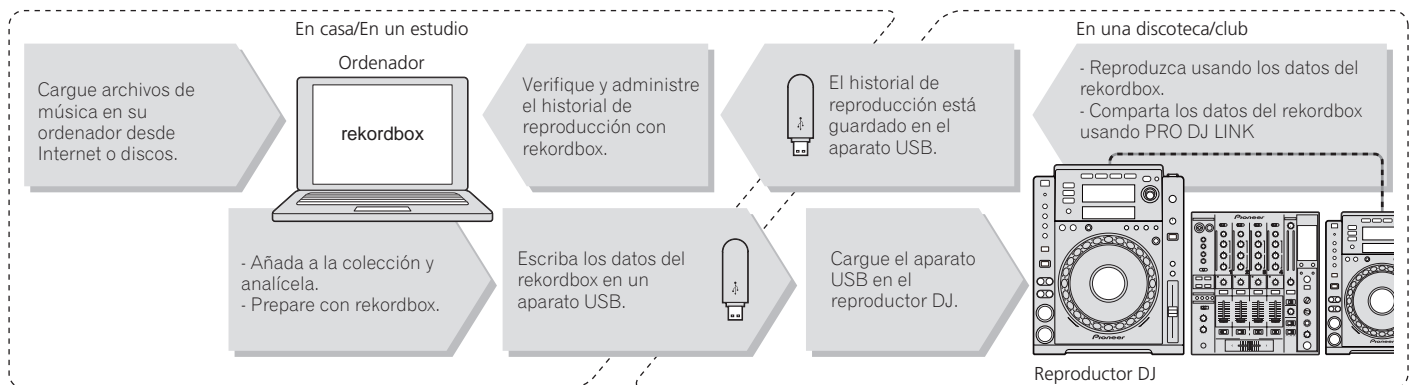 En casa/En un estudio
En una discoteca/club
Cargue archivos de
música en su
ordenador desde
Internet o discos.
Ordenador
rekordbox
Verifique y administre
el historial de
reproducción con
rekordbox.
El historial de
reproducción está
guardado en el
aparato USB.
- Reproduzca usando los datos del
rekordbox.
- Comparta los datos del rekordbox
usando PRO DJ LINK
- Añada a la colección y
analícela.
- Prepare con rekordbox.
Escriba los datos del
rekordbox en un
aparato USB.
Cargue el aparato
USB en el
reproductor DJ.
Pioneer
Pioneer
Pioneer
Reproductor DJ